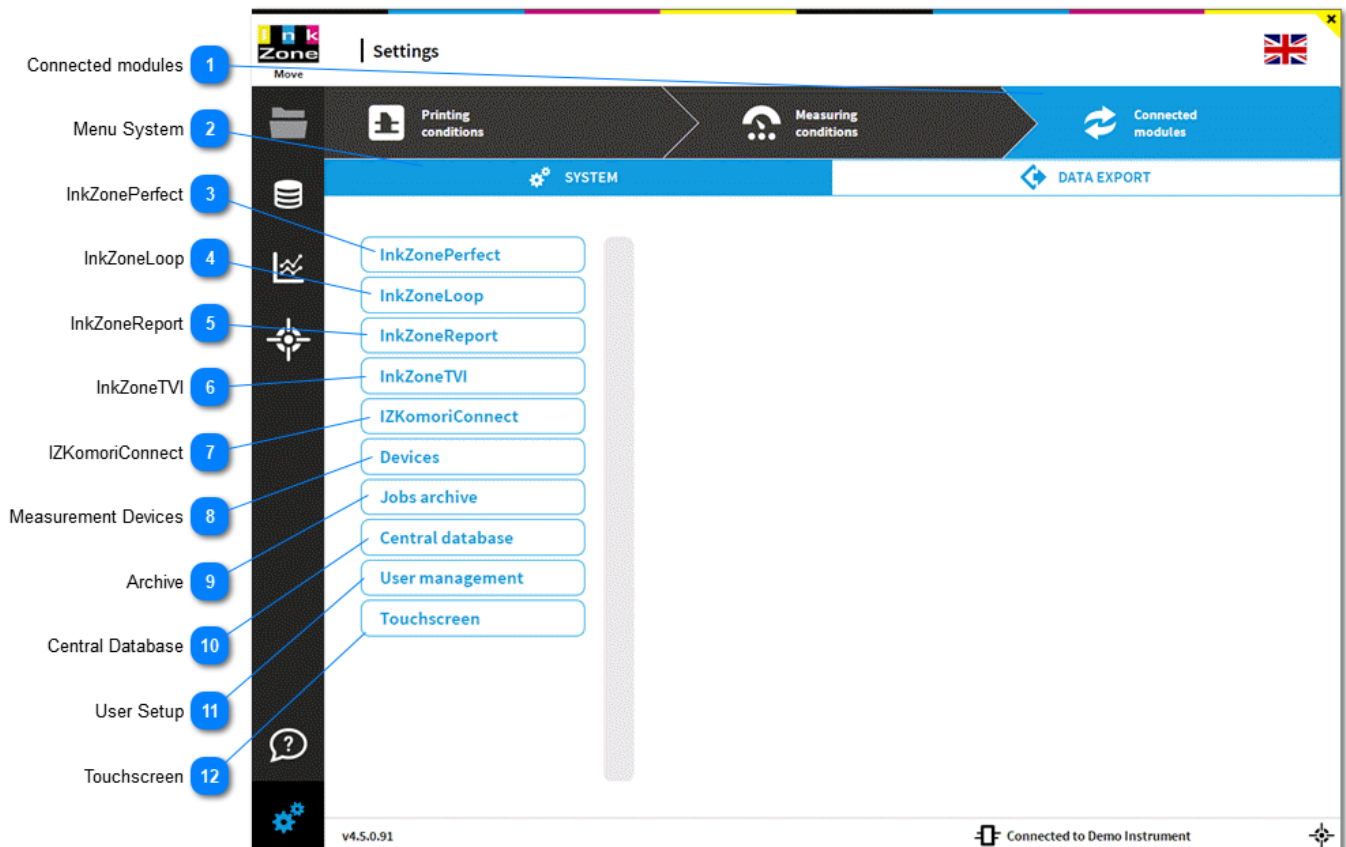 Ink
Zone
Move
Settings
x
Connected modules 1
Printing
conditions
Measuring
conditions
Connected
modules
Menu System 2
SYSTEM
DATA EXPORT
InkZonePerfect 3
InkZonePerfect
InkZoneLoop 4
InkZoneLoop
InkZoneReport 5
InkZoneReport
InkZoneTVI 6
InkZoneTVI
IZKomoriConnect 7
IZKomoriConnect
Measurement Devices 8
Devices
Archive 9
Jobs archive
Central Database 10
Central database
User Setup 11
User management
Touchscreen 12
Touchscreen
?
v4.5.0.91
Connected to Demo Instrument